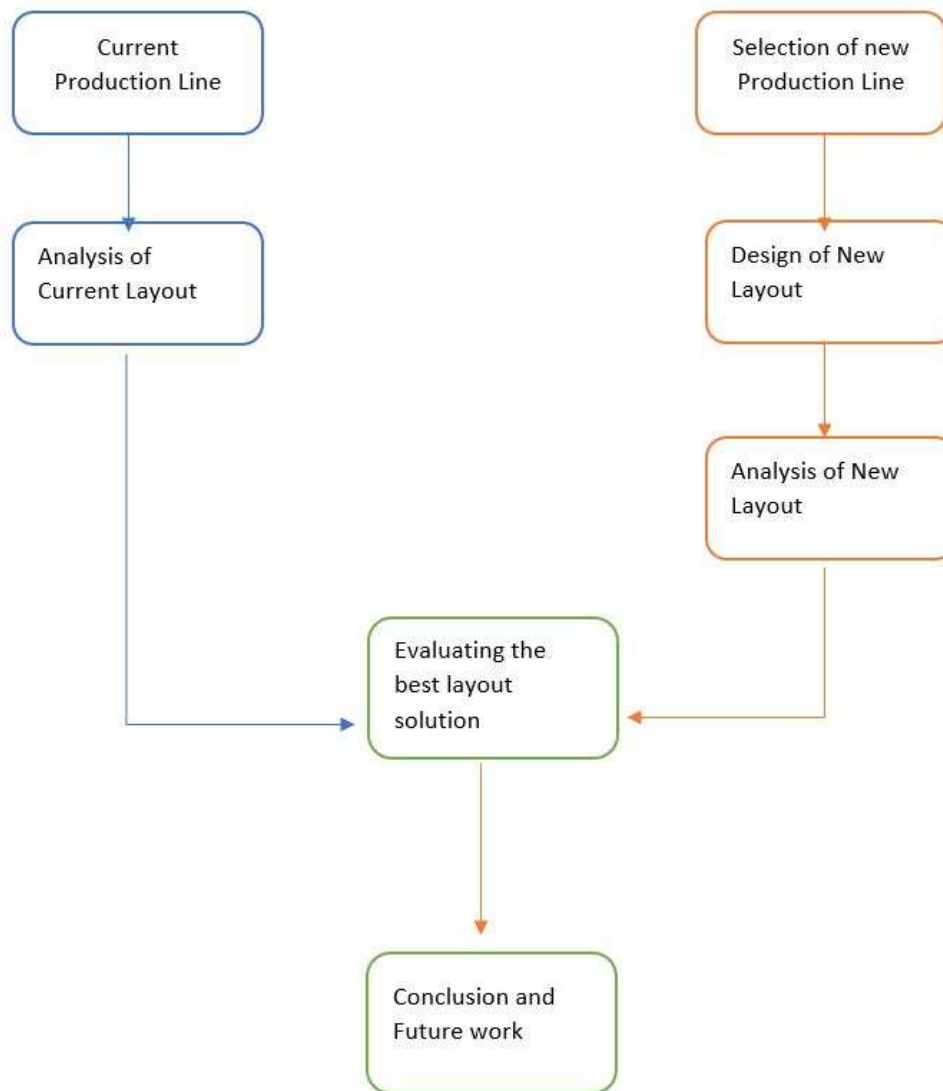 Current
Production Line
Selection of new
Production Line
Analysis of
Current Layout
Design of New
Layout
Analysis of New
Layout
Evaluating the
best layout
solution
Conclusion and
Future work